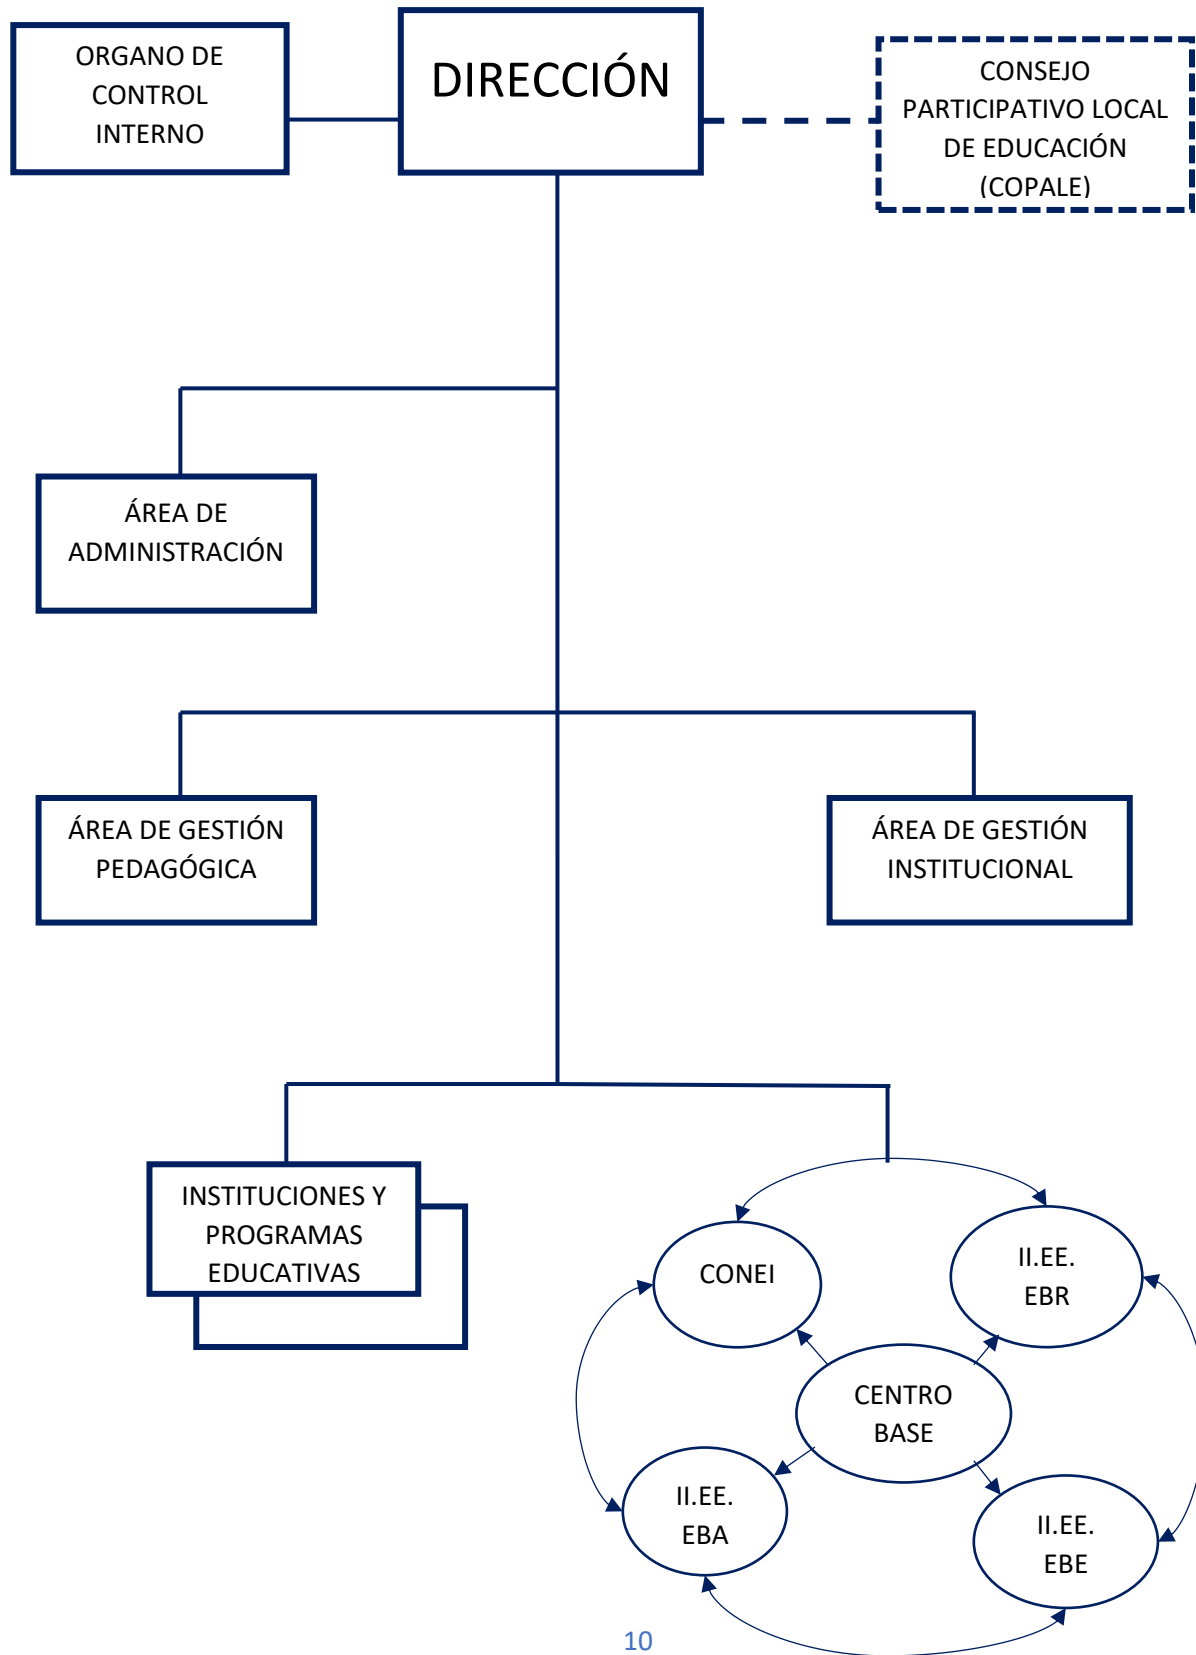 ORGANO DE
CONTROL
INTERNO
DIRECCIÓN
CONSEJO
PARTICIPATIVO LOCAL
DE EDUCACIÓN
(COPALE)
ÁREA DE
ADMINISTRACIÓN
ÁREA DE GESTIÓN
PEDAGÓGICA
ÁREA DE GESTIÓN
INSTITUCIONAL
INSTITUCIONES Y
PROGRAMAS
EDUCATIVAS
CONEI
II.EE.
EBR
CENTRO
BASE
II.EE.
EBA
II.EE.
EBE
10